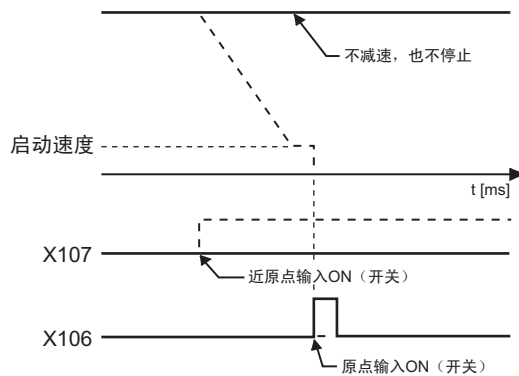 不减速，也不停止
启动速度
t [ms]
X107
近原点输入ON（开关）
X106
原点输入ON（开关）